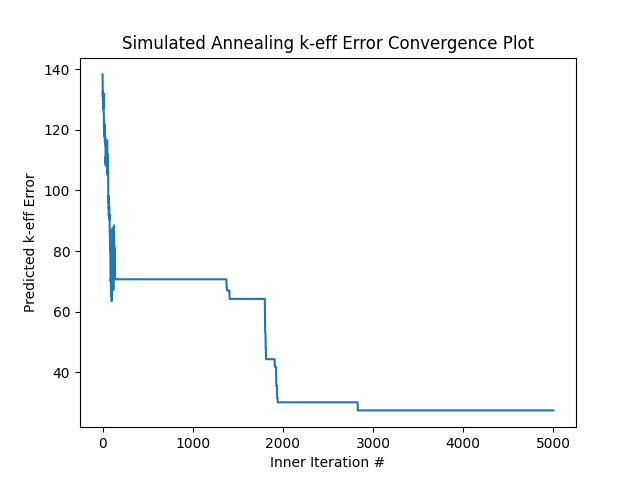 Simulated Annealing k-eff Error Convergence Plot
140
120
100
80
60
40
Predicted k-eff Error
0 1000 2000 3000 4000 5000
Inner Iteration #